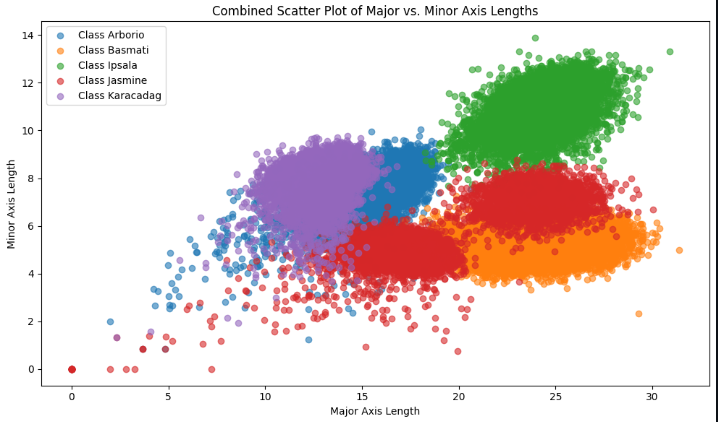 Combined Scatter Plot of Major vs. Minor Axis Lengths
Class Arborio
Class Basmati
Class Ipsala
Class Jasmine
Class Karacadag
Minor Axis Length
14
12
10
8
6
4
2
0
0
5
10
15
20
25
30
Major Axis Length